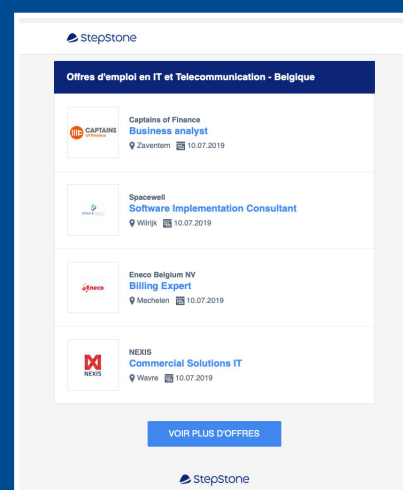 StepStone
Offres d'emploi en IT et Telecommunication - Belgique
CAPTAINS
of finance
Captains of Finance
Business analyst
Zaventem 10.07.2019
Spacewell
Software Implementation Consultant
Wilrijk 10.07.2019
eneco
Eneco Belgium NV
Billing Expert
Mechelen 10.07.2019
NEXIS
NEXIS
Commercial Solutions IT
Wavre 10.07.2019
VOIR PLUS D'OFFRES
StepStone